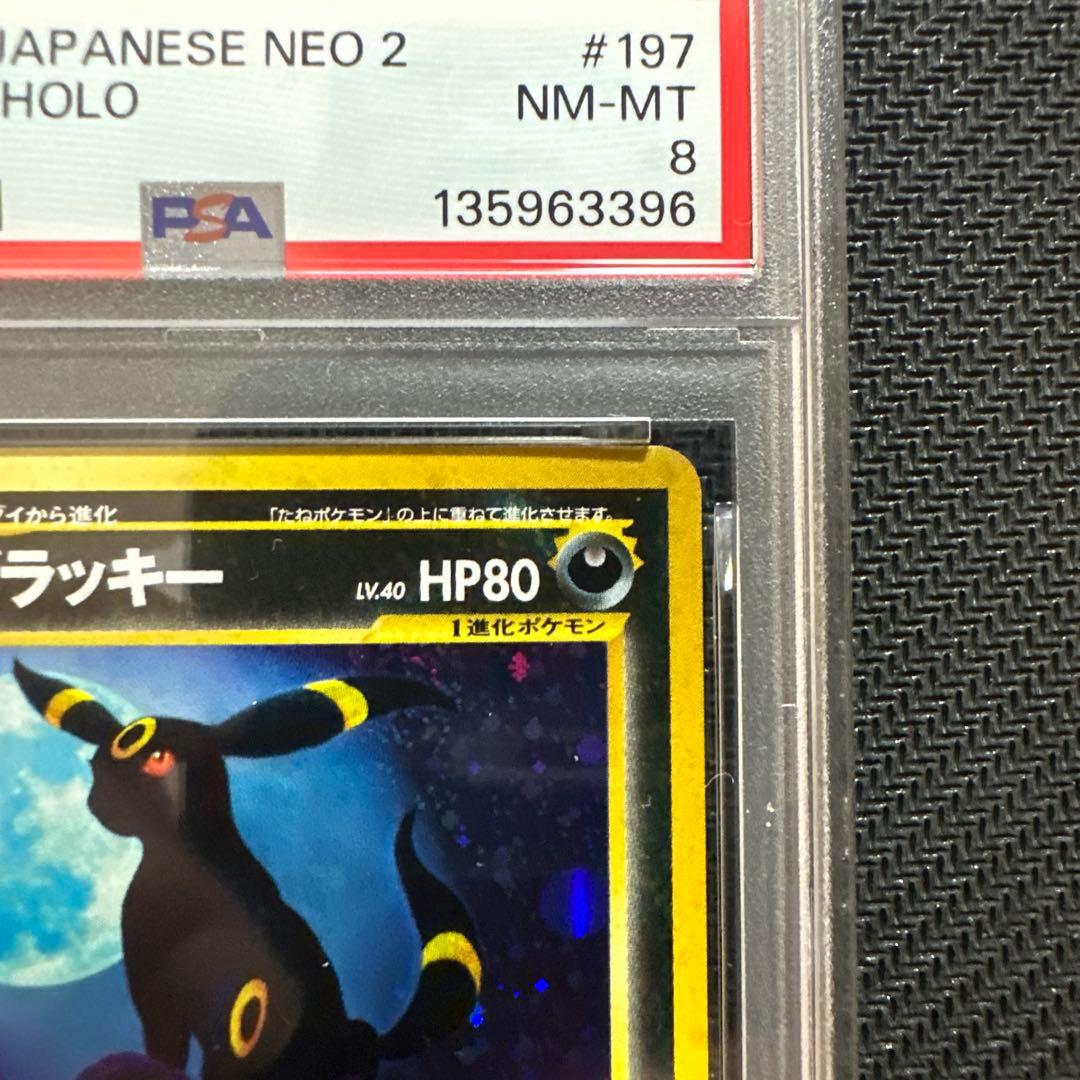 JAPANESE NEO 2 #197
HOLO NM-MT
8
PSA 135963396
イから進化 「たねポケモン」の上に重ねて進化させます。
ラッキー LV.40 HP80
1進化ポケモン